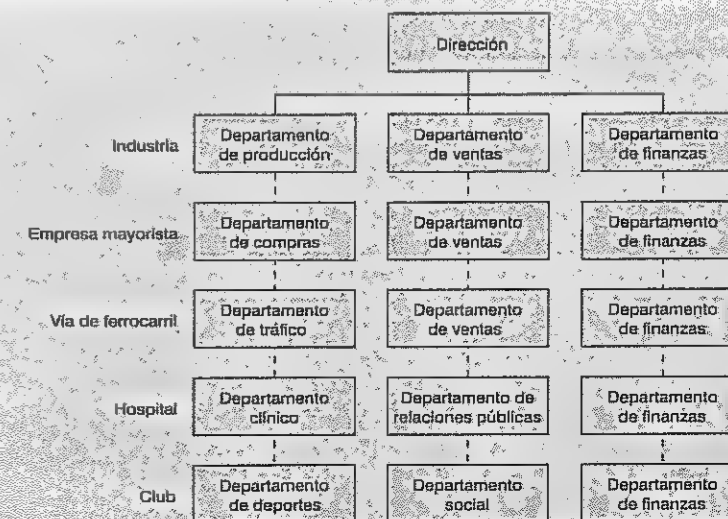 Dirección
Industria
Departamento
de producción
Departamento
de ventas
Departamento
de finanzas
Empresa mayorista
Departamento
de compras
Departamento
de ventas
Departamento
de finanzas
Vía de ferrocarril
Departamento
de tráfico
Departamento
de ventas
Departamento
de finanzas
Hospital
Departamento
clínico
Departamento de
relaciones públicas
Departamento
de finanzas
Club
Departamento
de deportes
Departamento
social
Departamento
de finanzas